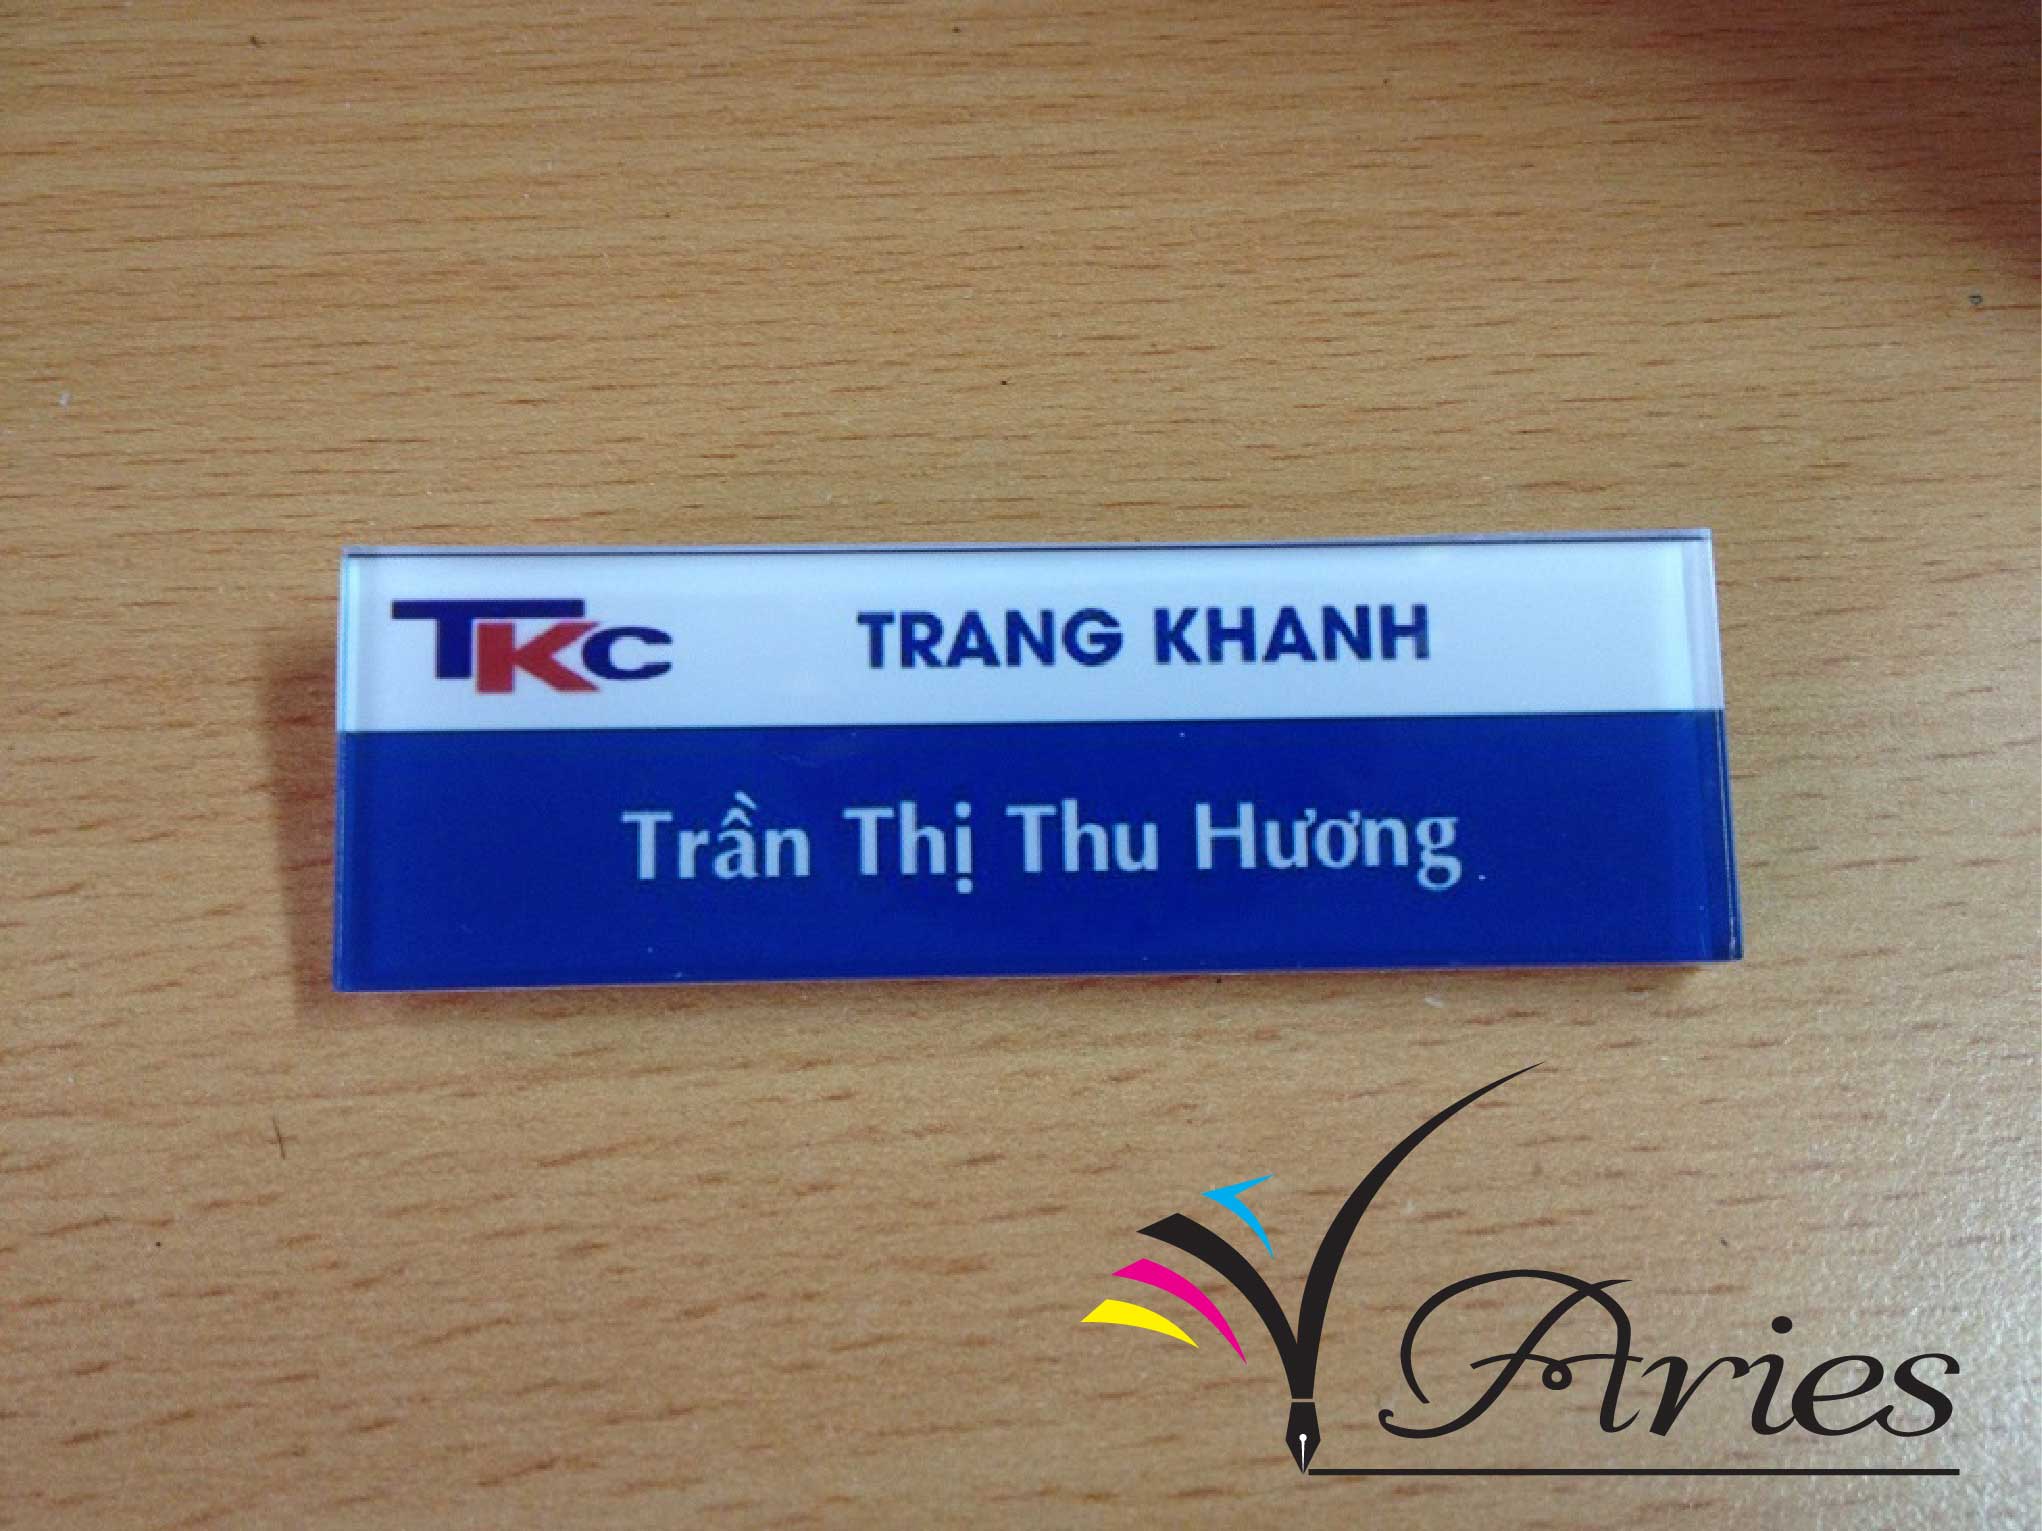 TKC TRANG KHANH
Trần Thị Thu Hương
Aries